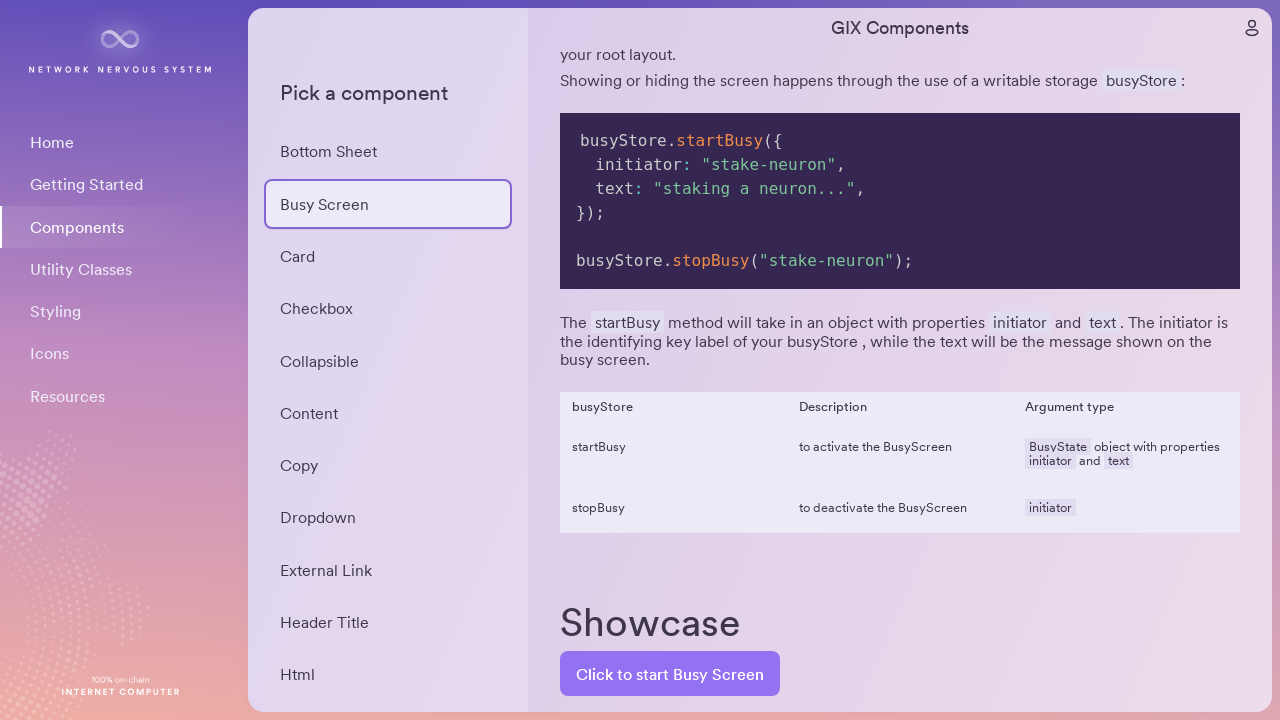 NETWORK NERVOUS SYSTEM
Home
Getting Started
Components
Utility Classes
Styling
Icons
Resources
100% on-chain
INTERNET COMPUTER
Pick a component
Bottom Sheet
Busy Screen
Card
Checkbox
Collapsible
Content
Copy
Dropdown
External Link
Header Title
Html
GIX Components
your root layout.
Showing or hiding the screen happens through the use of a writable storage busyStore :
busyStore.startBusy({
initiator: "stake-neuron",
text: "staking a neuron...",
});
busyStore.stopBusy("stake-neuron");
The startBusy method will take in an object with properties initiator and text . The initiator is
the identifying key label of your busyStore , while the text will be the message shown on the
busy screen.
busyStore Description Argument type
startBusy to activate the BusyScreen BusyState object with properties
initiator and text
stopBusy to deactivate the BusyScreen initiator
Showcase
Click to start Busy Screen